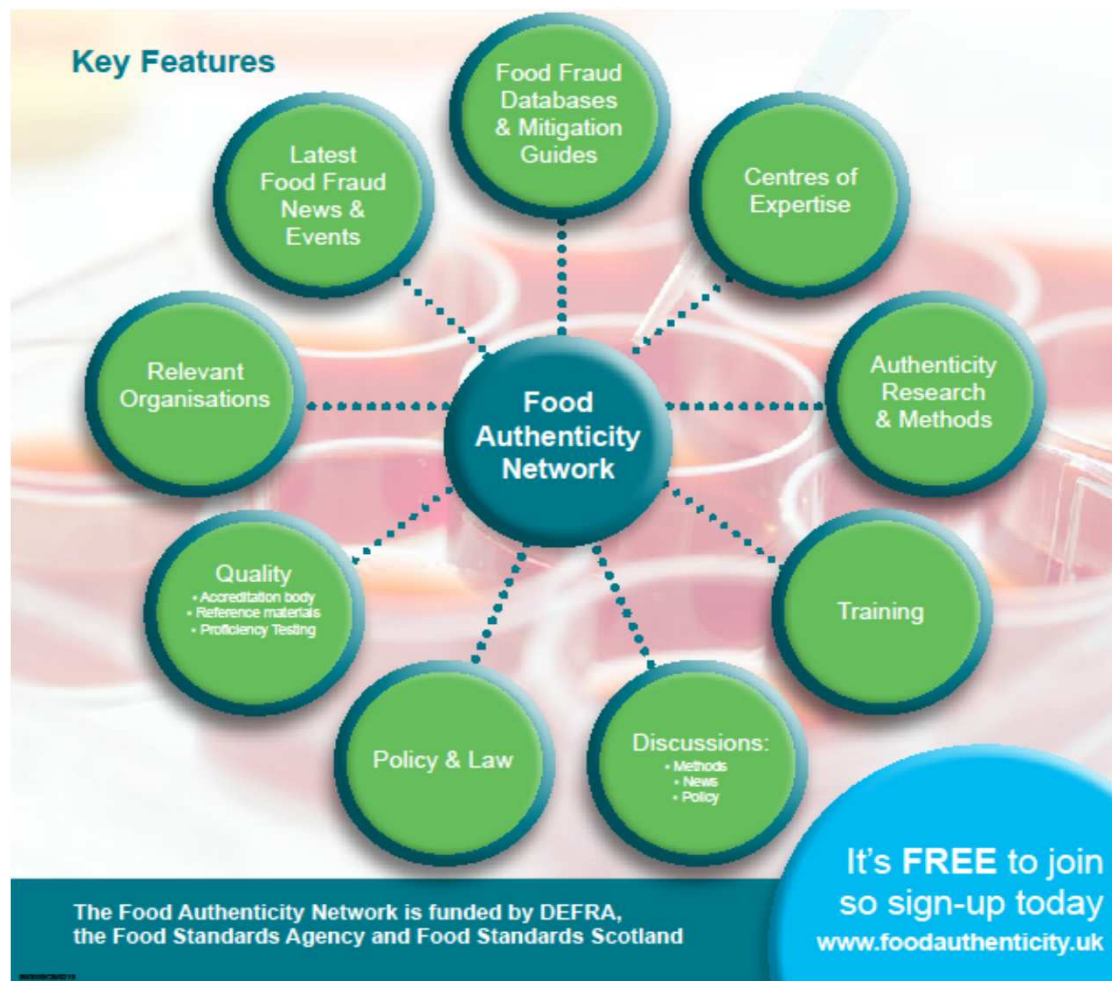 Key Features
Food Fraud
Databases
& Mitigation
Guides
Latest
Food Fraud
News &
Events
Centres of
Expertise
Relevant
Organisations
Food
Authenticity
Network
Authenticity
Research
& Methods
Quality
• Accreditation body
• Reference materials
• Proficiency Testing
Training
Policy & Law
Discussions:
• Methods
• News
• Policy
It's FREE to join
so sign-up today
www.foodauthenticity.uk
The Food Authenticity Network is funded by DEFRA,
the Food Standards Agency and Food Standards Scotland